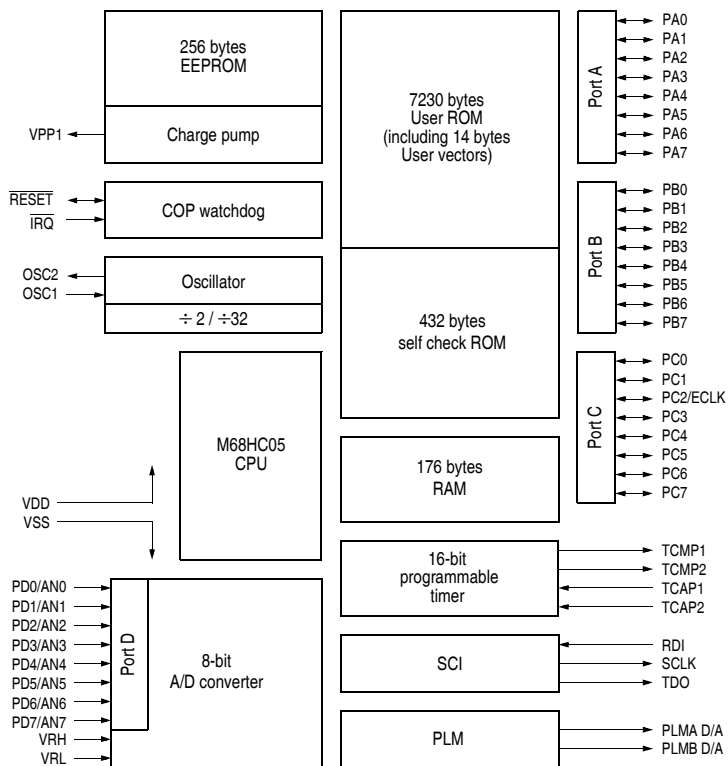 256 bytes
EEPROM
Charge pump
VPP1
RESET
IRQ
COP watchdog
OSC2
OSC1
Oscillator
÷ 2 / ÷32
M68HC05
CPU
VDD
VSS
PD0/AN0
PD1/AN1
PD2/AN2
PD3/AN3
PD4/AN4
PD5/AN5
PD6/AN6
PD7/AN7
VRH
VRL
Port D
8-bit
A/D converter
7230 bytes
User ROM
(including 14 bytes
User vectors)
432 bytes
self check ROM
176 bytes
RAM
16-bit
programmable
timer
SCI
PLM
Port A
PA0
PA1
PA2
PA3
PA4
PA5
PA6
PA7
Port B
PB0
PB1
PB2
PB3
PB4
PB5
PB6
PB7
Port C
PC0
PC1
PC2/ECLK
PC3
PC4
PC5
PC6
PC7
TCMP1
TCMP2
TCAP1
TCAP2
RDI
SCLK
TDO
PLMA D/A
PLMB D/A